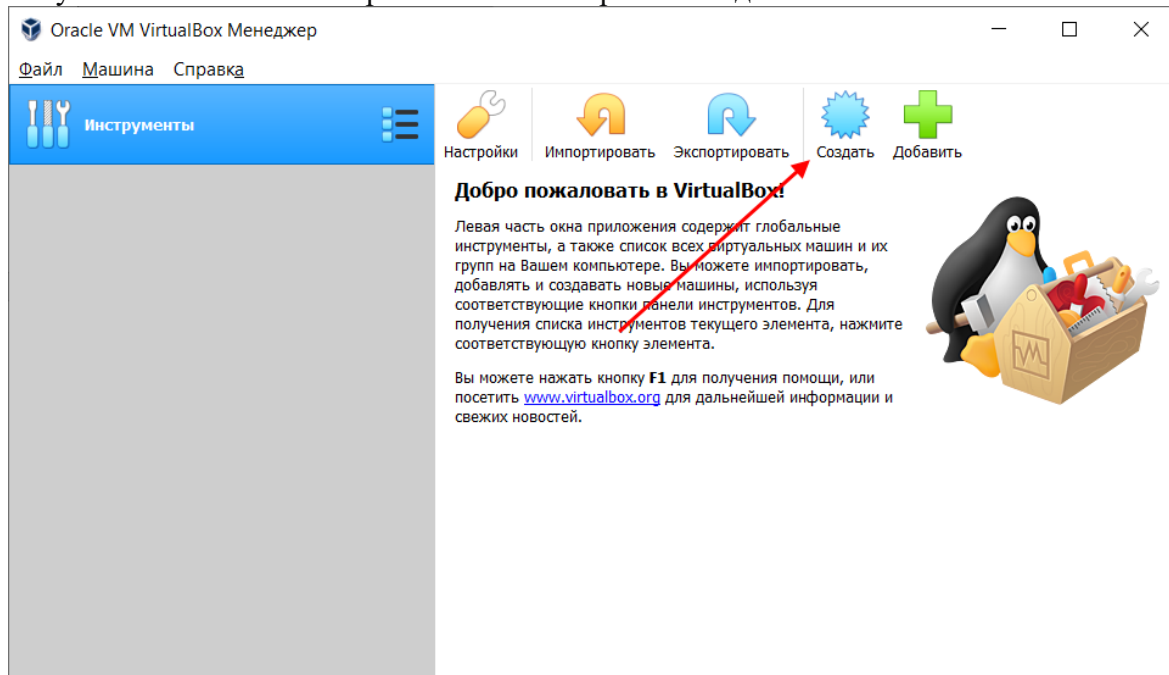 Oracle VM VirtualBox Менеджер
Файл Машина Справка
Инструменты
Настройки Импортировать Экспортировать Создать Добавить
Добро пожаловать в VirtualBox!
Левая часть окна приложения содержит глобальные
инструменты, а также список всех виртуальных машин и их
групп на Вашем компьютере. Вы можете импортировать,
добавлять и создавать новые машины, используя
соответствующие кнопки панели инструментов. Для
получения списка инструментов текущего элемента, нажмите
соответствующую кнопку элемента.
Вы можете нажать кнопку F1 для получения помощи, или
посетить www.virtualbox.org для дальнейшей информации и
свежих новостей.